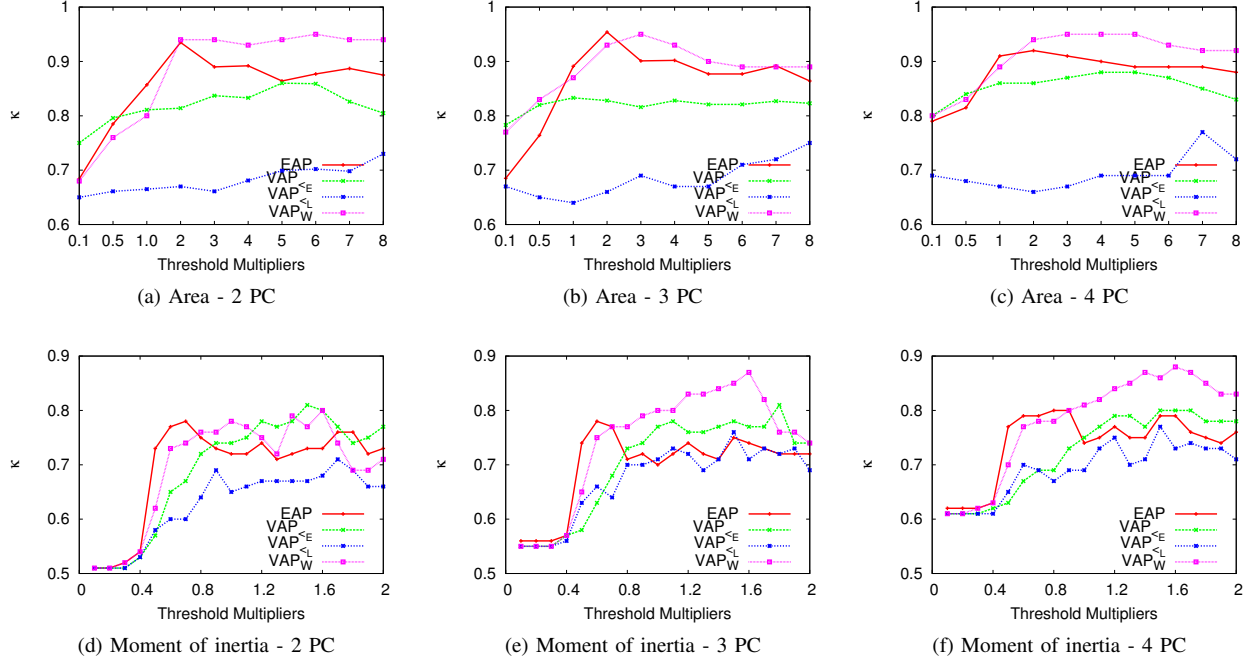 1
0.9
0.8
0.7
0.6
κ
EAP
VAP<E
VAP<L
VAPW
0.1 0.5 1.0 2 3 4 5 6 7 8
Threshold Multipliers
(a) Area - 2 PC
1
0.9
0.8
0.7
0.6
κ
EAP
VAP<E
VAP<L
VAPW
0.1 0.5 1 2 3 4 5 6 7 8
Threshold Multipliers
(b) Area - 3 PC
1
0.9
0.8
0.7
0.6
κ
EAP
VAP<E
VAP<L
VAPW
0.1 0.5 1 2 3 4 5 6 7 8
Threshold Multipliers
(c) Area - 4 PC
0.9
0.8
0.7
0.6
0.5
κ
EAP
VAP<E
VAP<L
VAPW
0 0.4 0.8 1.2 1.6 2
Threshold Multipliers
(d) Moment of inertia - 2 PC
0.9
0.8
0.7
0.6
0.5
κ
EAP
VAP<E
VAP<L
VAPW
0 0.4 0.8 1.2 1.6 2
Threshold Multipliers
(e) Moment of inertia - 3 PC
0.9
0.8
0.7
0.6
0.5
κ
EAP
VAP<E
VAP<L
VAPW
0 0.4 0.8 1.2 1.6 2
Threshold Multipliers
(f) Moment of inertia - 4 PC